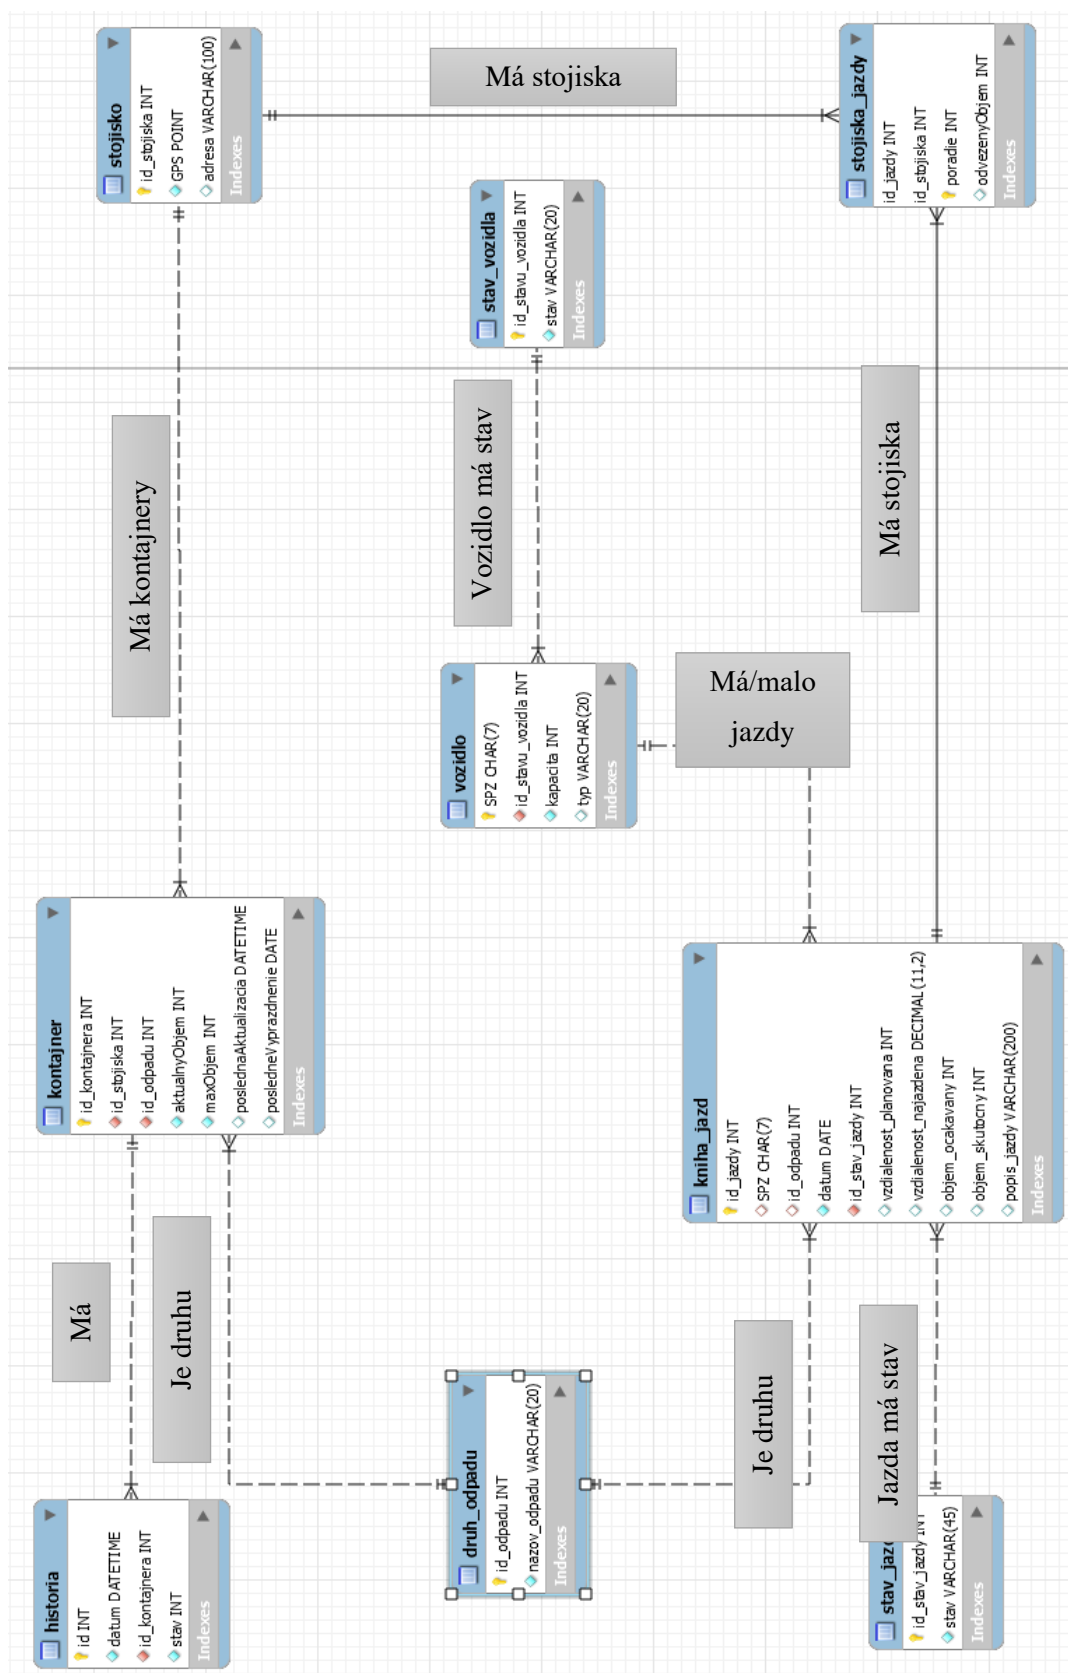 stojisko
id_stojiska INT
GPS POINT
adresa VARCHAR(100)
Indexes
Má stojiska
stojiska_jazdy
id_jazdy INT
id_stojiska INT
poradie INT
odvezenyObjem INT
Indexes
stav_vozidla
id_stavu_vozidla INT
stav VARCHAR(20)
Indexes
Má kontajnery
Vozidlo má stav
Má stojiska
vozidlo
SPZ CHAR(7)
id_stavu_vozidla INT
kapacita INT
typ VARCHAR(20)
Indexes
Má/malo
jazdy
kontajner
id_kontajnera INT
id_stojiska INT
id_odpadu INT
aktualnyObjem INT
maxObjem INT
poslednaAktualizacia DATETIME
posledneVyprazdnenie DATE
Indexes
kniha_jazd
id_jazdy INT
SPZ CHAR(7)
id_odpadu INT
datum DATE
id_stav_jazdy INT
vzdialenost_planovana INT
vzdialenost_najazdena DECIMAL(11,2)
objem_ocakavany INT
objem_skutocny INT
popis_jazdy VARCHAR(200)
Indexes
Má
Je druhu
Je druhu
Jazda má stav
historia
id INT
datum DATETIME
id_kontajnera INT
stav INT
Indexes
druh_odpadu
id_odpadu INT
nazov_odpadu VARCHAR(20)
Indexes
stav_jazd
id_stav_jazdy INT
stav VARCHAR(45)
Indexes